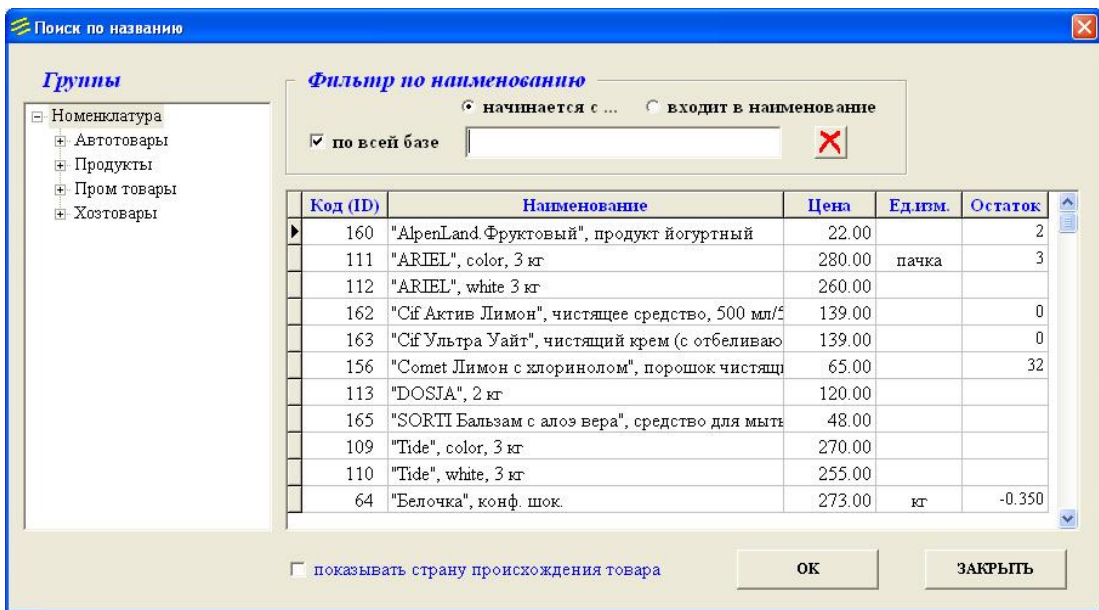 Поиск по названию
Группы
Номенклатура
Автотовары
Продукты
Пром товары
Хозтовары
Фильтр по наименованию
начинается с ... входит в наименование
по всей базе
Код (ID) Наименование Цена Ед.изм. Остаток
160 "AlpenLand.Фруктовый", продукт йогуртный 22.00 2
111 "ARIEL", color, 3 кг 280.00 пачка 3
112 "ARIEL", white 3 кг 260.00
162 "Cif Актив Лимон", чистящее средство, 500 мл/5 139.00 0
163 "Cif Ультра Уайт", чистящий крем (с отбеливаю 139.00 0
156 "Comet Лимон с хлоринолом", порошок чистящи 65.00 32
113 "DOSJA", 2 кг 120.00
165 "SORTI Бальзам с алоэ вера", средство для мыть 48.00
109 "Tide", color, 3 кг 270.00
110 "Tide", white, 3 кг 255.00
64 "Белочка", конф. шок. 273.00 кг -0.350
показывать страну происхождения товара
ОК ЗАКРЫТЬ